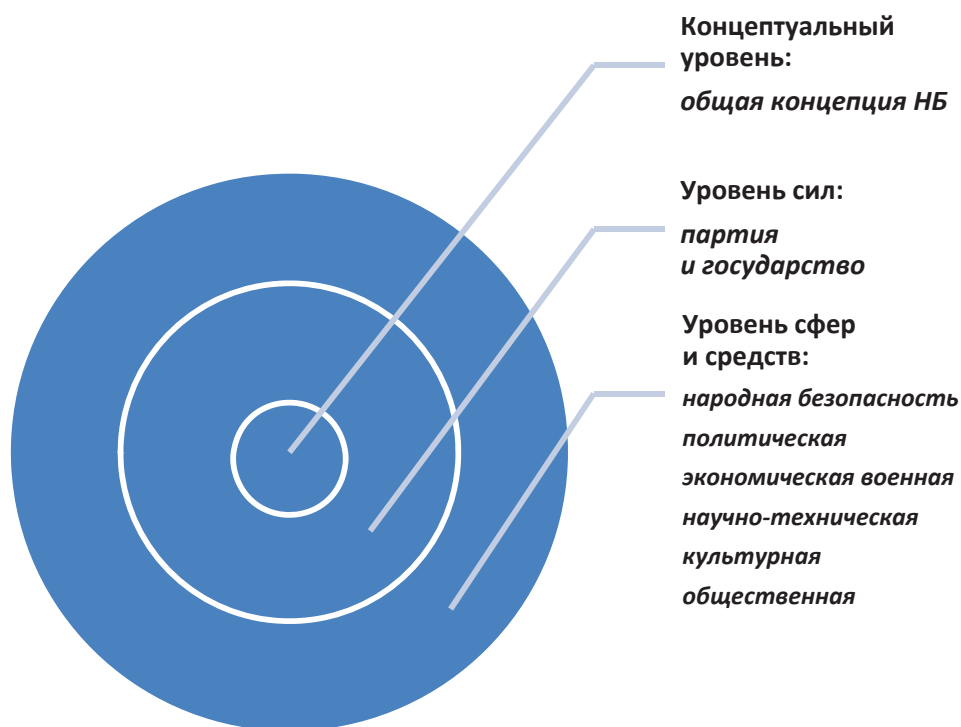 Концептуальный
уровень:
общая концепция НБ
Уровень сил:
партия
и государство
Уровень сфер
и средств:
народная безопасность
политическая
экономическая военная
научно-техническая
культурная
общественная